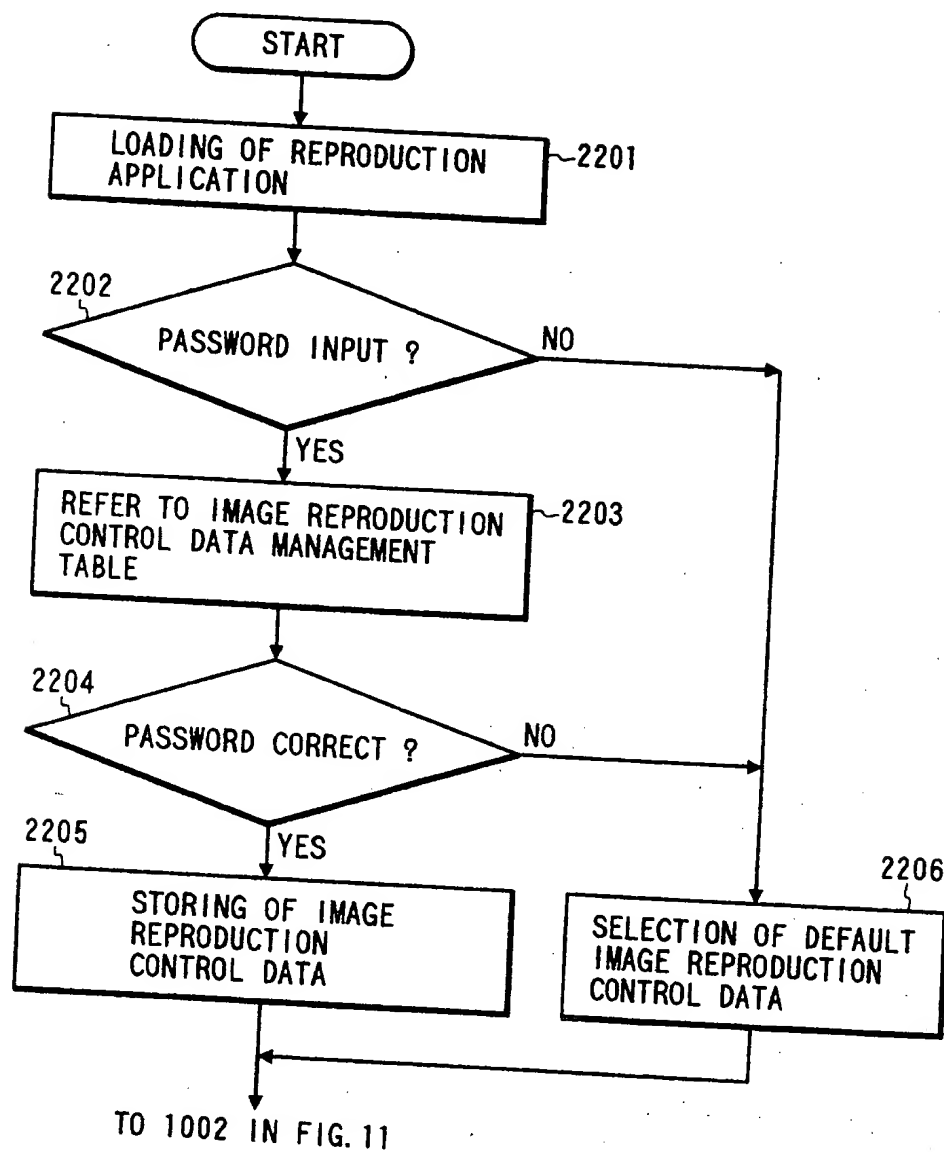 START
LOADING OF REPRODUCTION
APPLICATION
2201
2202
PASSWORD INPUT ?
NO
YES
REFER TO IMAGE REPRODUCTION
CONTROL DATA MANAGEMENT
TABLE
2203
2204
PASSWORD CORRECT ?
NO
YES
2205
STORING OF IMAGE
REPRODUCTION
CONTROL DATA
2206
SELECTION OF DEFAULT
IMAGE REPRODUCTION
CONTROL DATA
TO 1002 IN FIG. 11